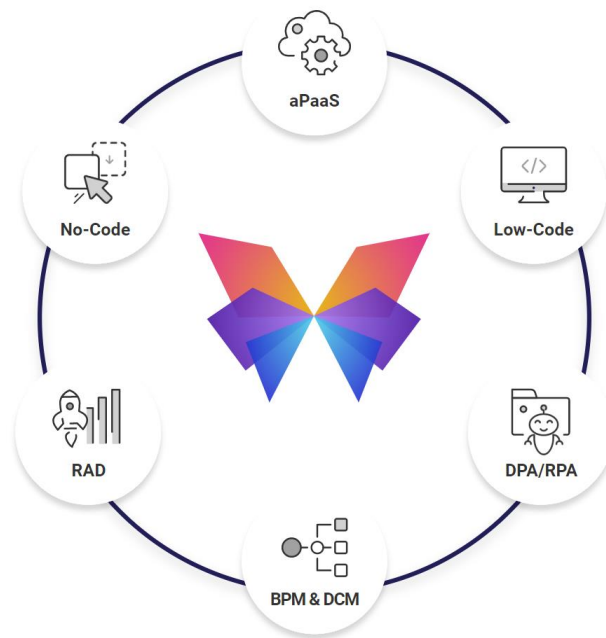 aPaaS
No-Code
Low-Code
</>
RAD
DPA/RPA
BPM & DCM